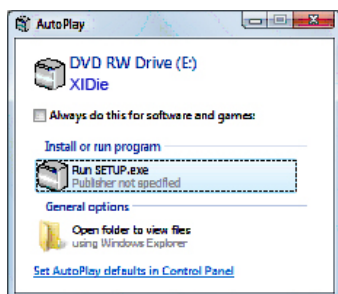 AutoPlay
DVD RW Drive (E:)
XIDie
Always do this for software and games:
Install or run program
Run SETUP.exe
Publisher not specified
General options
Open folder to view files
using Windows Explorer
Set AutoPlay defaults in Control Panel